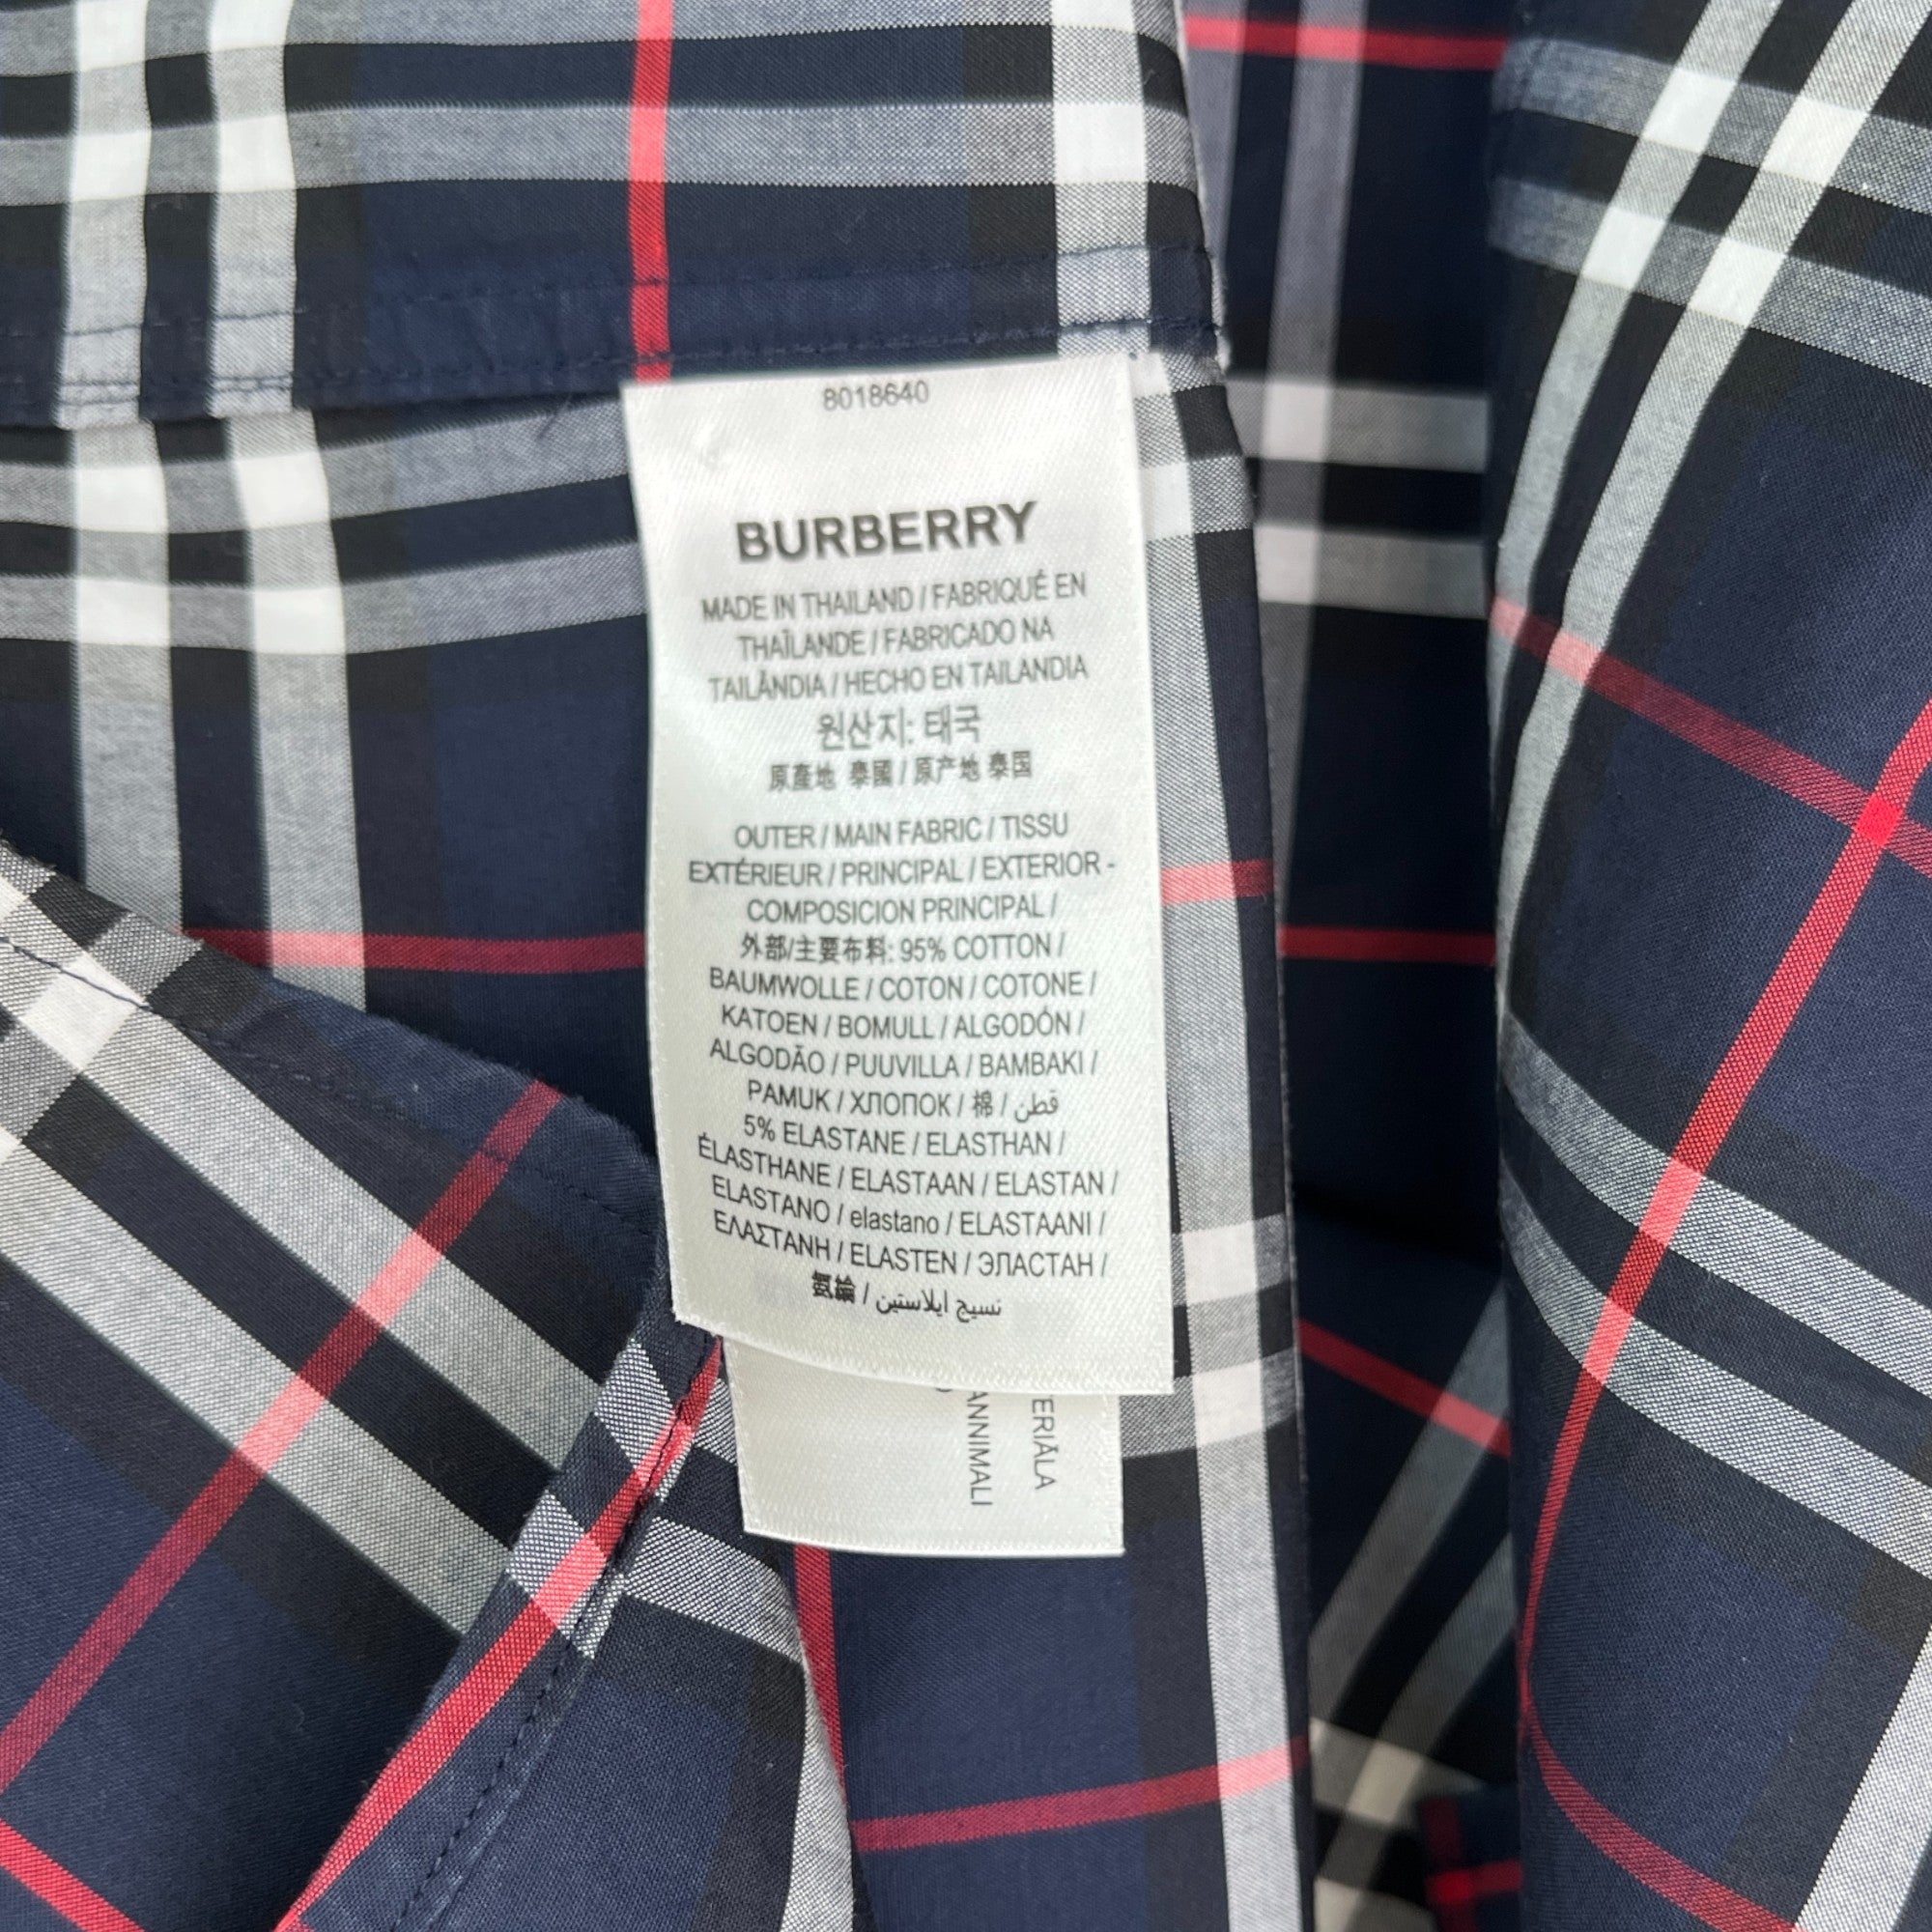 8018640
BURBERRY
MADE IN THAILAND / FABRIQUÉ EN
THAÏLANDE / FABRICADO NA
TAILÂNDIA / HECHO EN TAILANDIA
원산지: 태국
原產地 泰國 / 原产地 泰国
OUTER / MAIN FABRIC / TISSU
EXTÉRIEUR / PRINCIPAL / EXTERIOR -
COMPOSICION PRINCIPAL /
外部/主要布料: 95% COTTON /
BAUMWOLLE / COTON / COTONE /
KATOEN / BOMULL / ALGODÓN /
ALGODÃO / PUUVILLA / BAMBAKI /
PAMUK / ХЛОПОК / 棉 / قطن
5% ELASTANE / ELASTHAN /
ÉLASTHANE / ELASTAAN / ELASTAN /
ELASTANO / elastano / ELASTAANI /
ΕΛΑΣΤΑΝΗ / ELASTEN / ЭЛАСТАН /
氨綸 / نسيج ايلاستين
TERIĀLA
ANNIMALI